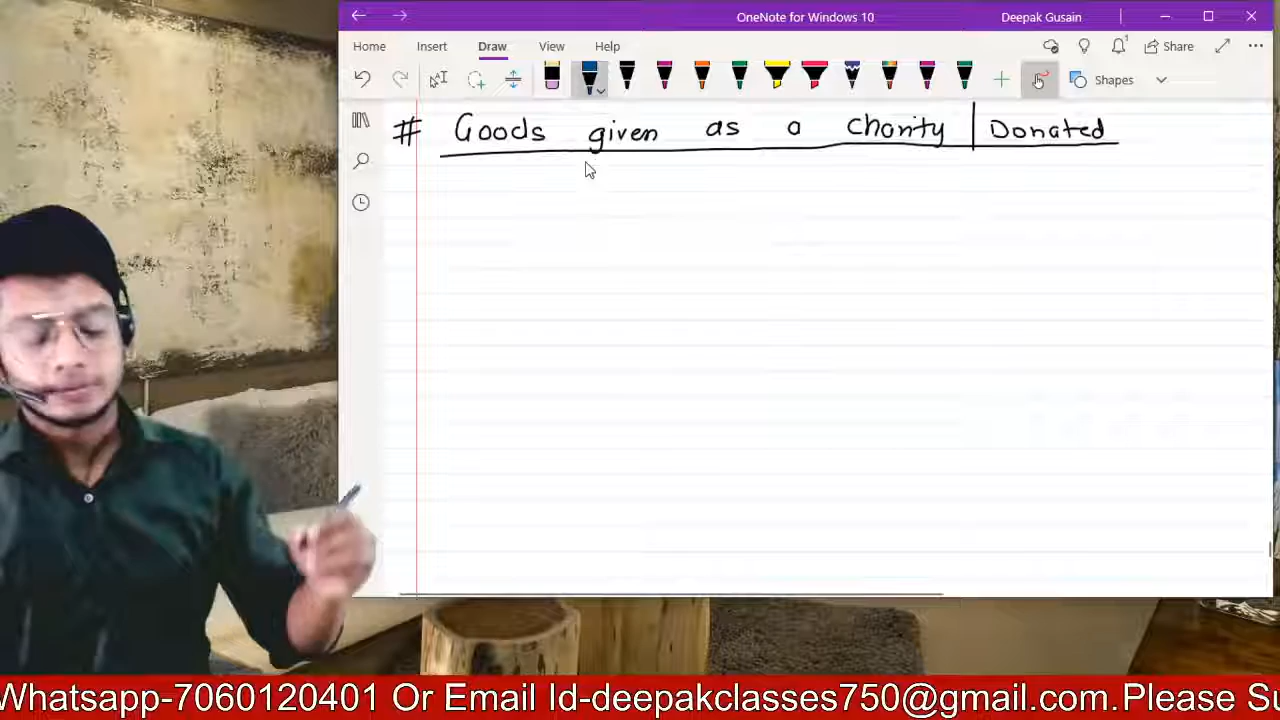 OneNote for Windows 10
Deepak Gusain
Home Insert Draw View Help
1
Share
Shapes
# Goods given as a charity | Donated
Whatsapp-7060120401 Or Email Id-deepakclasses750@gmail.com.Please Su